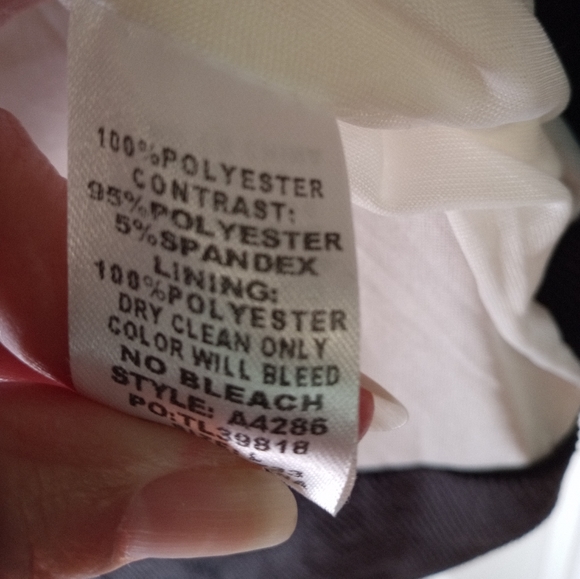 100%POLYESTER
CONTRAST:
95%POLYESTER
5%SPANDEX
LINING:
100%POLYESTER
DRY CLEAN ONLY
COLOR WILL BLEED
NO BLEACH
STYLE: A4286
PO:TL39818